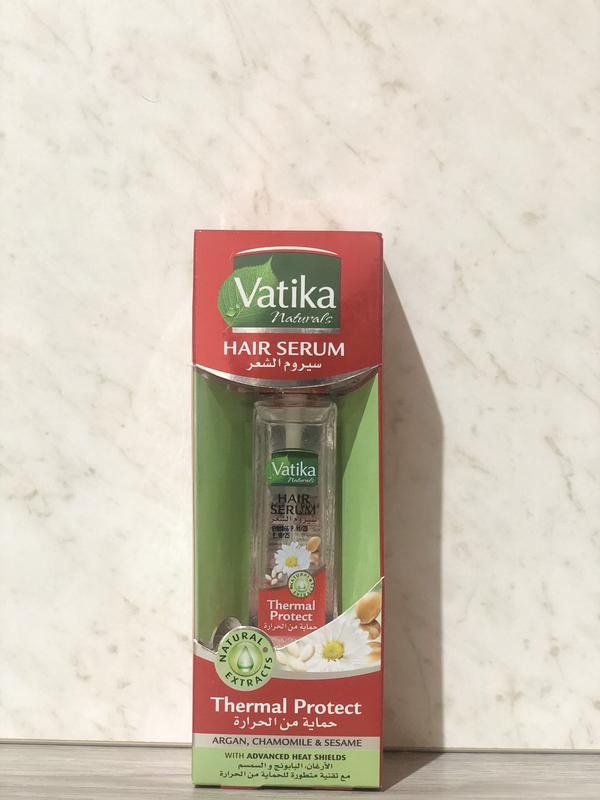 Vatika
Naturals
HAIR SERUM
سيروم الشعر
Vatika
Naturals
HAIR
SERUM
سيروم الشعر
Thermal
Protect
حماية من الحرارة
NATURAL
EXTRACTS
Thermal Protect
حماية من الحرارة
ARGAN, CHAMOMILE & SESAME
WITH ADVANCED HEAT SHIELDS
الأرغان، البابونج و السمسم
مع تقنية متطورة للحماية من الحرارة